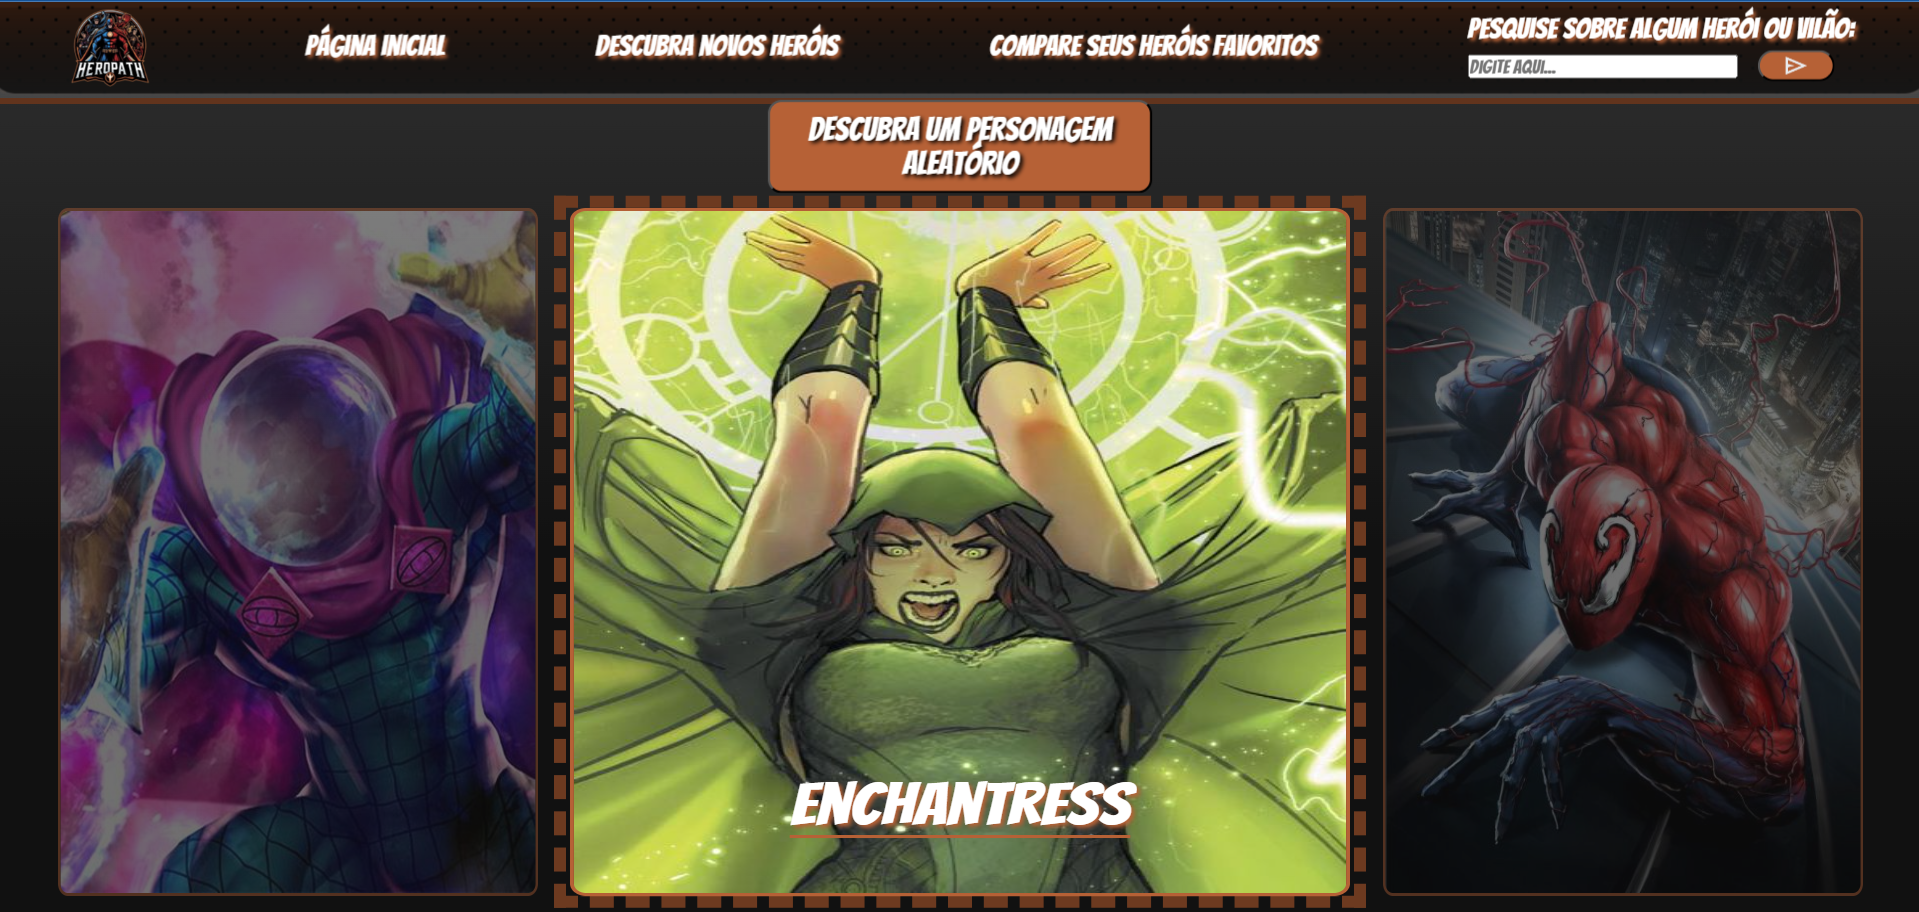 HEROPATH
PÁGINA INICIAL
DESCUBRA NOVOS HERÓIS
COMPARE SEUS HERÓIS FAVORITOS
PESQUISE SOBRE ALGUM HERÓI OU VILÃO:
DIGITE AQUI...
DESCUBRA UM PERSONAGEM
ALEATÓRIO
ENCHANTRESS